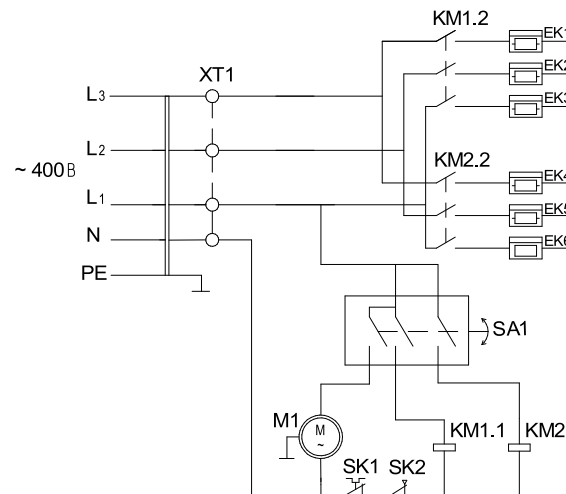 KM1.2
EK1
XT1
EK2
L3
EK3
L2
~ 400В
KM2.2
EK4
L1
EK5
N
EK6
PE
SA1
M1
M
~
KM1.1
KM2
SK1
SK2